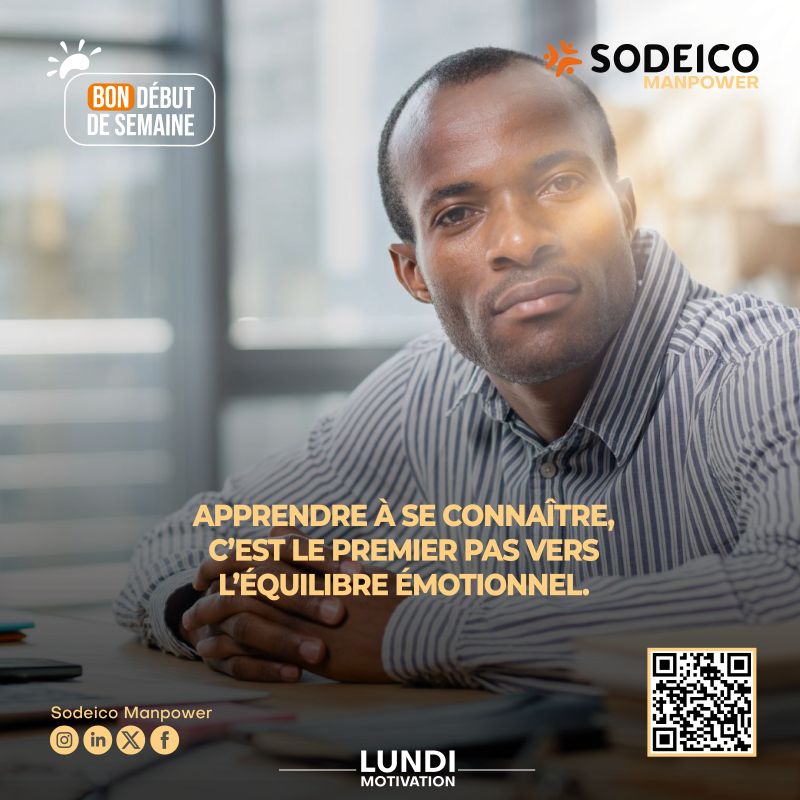 BON DÉBUT
DE SEMAINE
SODEICO
MANPOWER
APPRENDRE À SE CONNAÎTRE,
C'EST LE PREMIER PAS VERS
L'ÉQUILIBRE ÉMOTIONNEL.
Sodeico Manpower
LUNDI
MOTIVATION